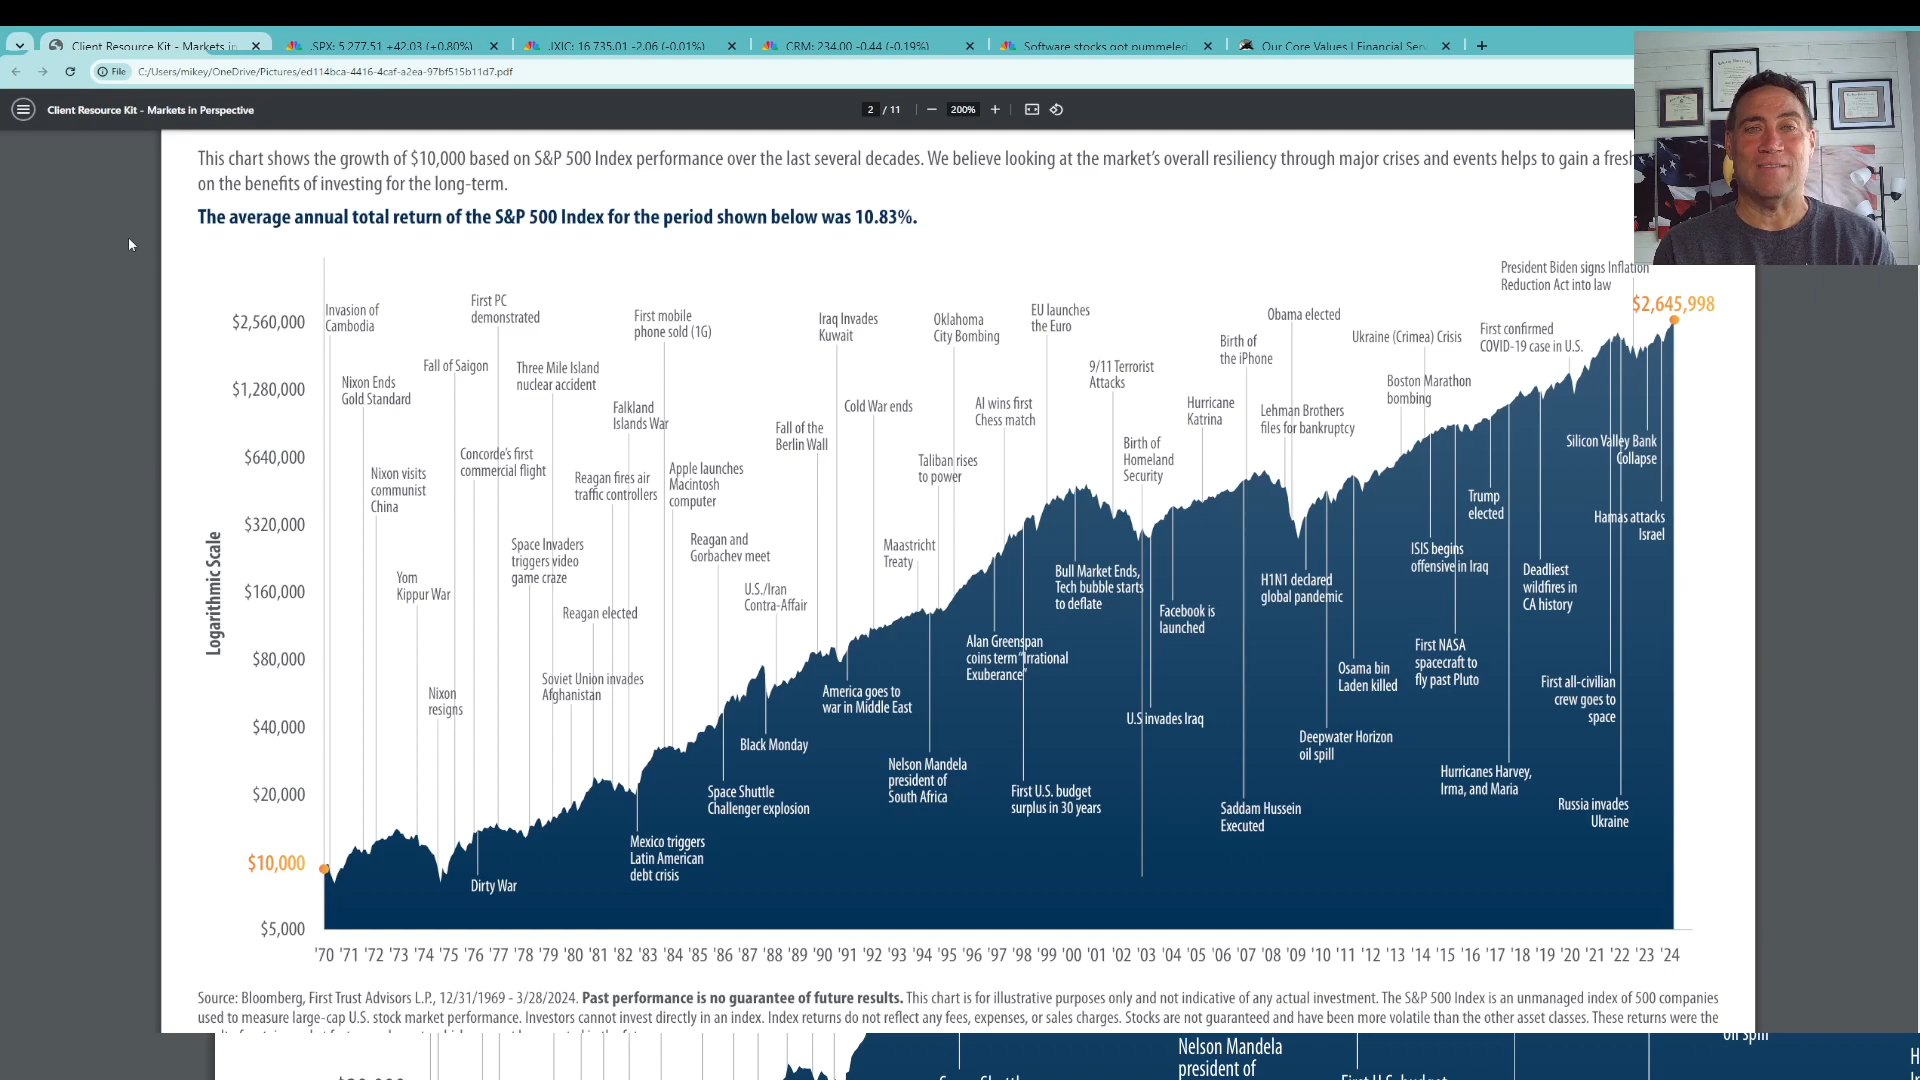 Client Resource Kit - Markets in
.SPX: 5 277.51 +42.03 (+0.80%)
.IXIC: 16 735.01 -2.06 (-0.01%)
CRM: 234.00 -0.44 (-0.19%)
Software stocks got pummeled
Our Core Values | Financial Serv
File
C:/Users/mikey/OneDrive/Pictures/ed114bca-4416-4caf-a2ea-97bf515b11d7.pdf
Client Resource Kit - Markets in Perspective
2 / 11
200%
This chart shows the growth of $10,000 based on S&P 500 Index performance over the last several decades. We believe looking at the market's overall resiliency through major crises and events helps to gain a fresh
on the benefits of investing for the long-term.
The average annual total return of the S&P 500 Index for the period shown below was 10.83%.
Logarithmic Scale
$2,560,000
$1,280,000
$640,000
$320,000
$160,000
$80,000
$40,000
$20,000
$10,000
$5,000
Invasion of
Cambodia
Nixon Ends
Gold Standard
Nixon visits
communist
China
Yom
Kippur War
Nixon
resigns
Fall of Saigon
First PC
demonstrated
Concorde's first
commercial flight
Dirty War
Three Mile Island
nuclear accident
Space Invaders
triggers video
game craze
Soviet Union invades
Afghanistan
Reagan elected
Reagan fires air
traffic controllers
Falkland
Islands War
First mobile
phone sold (1G)
Mexico triggers
Latin American
debt crisis
Apple launches
Macintosh
computer
Reagan and
Gorbachev meet
Space Shuttle
Challenger explosion
U.S./Iran
Contra-Affair
Black Monday
Fall of the
Berlin Wall
Iraq Invades
Kuwait
America goes to
war in Middle East
Cold War ends
Maastricht
Treaty
Nelson Mandela
president of
South Africa
Taliban rises
to power
Oklahoma
City Bombing
AI wins first
Chess match
Alan Greenspan
coins term "Irrational
Exuberance"
First U.S. budget
surplus in 30 years
EU launches
the Euro
Bull Market Ends,
Tech bubble starts
to deflate
9/11 Terrorist
Attacks
Birth of
Homeland
Security
U.S invades Iraq
Facebook is
launched
Hurricane
Katrina
Birth of
the iPhone
Saddam Hussein
Executed
Obama elected
Lehman Brothers
files for bankruptcy
H1N1 declared
global pandemic
Deepwater Horizon
oil spill
Osama bin
Laden killed
Ukraine (Crimea) Crisis
Boston Marathon
bombing
ISIS begins
offensive in Iraq
First NASA
spacecraft to
fly past Pluto
Trump
elected
Hurricanes Harvey,
Irma, and Maria
Deadliest
wildfires in
CA history
First confirmed
COVID-19 case in U.S.
First all-civilian
crew goes to
space
Russia invades
Ukraine
President Biden signs Inflation
Reduction Act into law
Silicon Valley Bank
Collapse
Hamas attacks
Israel
$2,645,998
'70 '71 '72 '73 '74 '75 '76 '77 '78 '79 '80 '81 '82 '83 '84 '85 '86 '87 '88 '89 '90 '91 '92 '93 '94 '95 '96 '97 '98 '99 '00 '01 '02 '03 '04 '05 '06 '07 '08 '09 '10 '11 '12 '13 '14 '15 '16 '17 '18 '19 '20 '21 '22 '23 '24
Source: Bloomberg, First Trust Advisors L.P., 12/31/1969 - 3/28/2024. Past performance is no guarantee of future results. This chart is for illustrative purposes only and not indicative of any actual investment. The S&P 500 Index is an unmanaged index of 500 companies
used to measure large-cap U.S. stock market performance. Investors cannot invest directly in an index. Index returns do not reflect any fees, expenses, or sales charges. Stocks are not guaranteed and have been more volatile than the other asset classes. These returns were the
oil spill
Nelson Mandela
president of